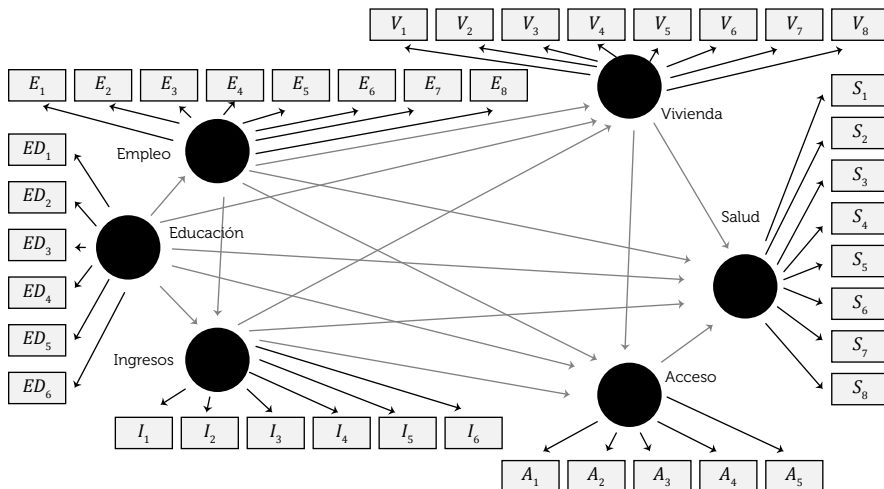 V₁ V₂ V₃ V₄ V₅ V₆ V₇ V₈
E₁ E₂ E₃ E₄ E₅ E₆ E₇ E₈
S₁
Vivienda
S₂
ED₁
Empleo
S₃
ED₂
Salud
S₄
Educación
ED₃
S₅
ED₄
S₆
ED₅
S₇
Ingresos
Acceso
ED₆
S₈
I₁ I₂ I₃ I₄ I₅ I₆
A₁ A₂ A₃ A₄ A₅